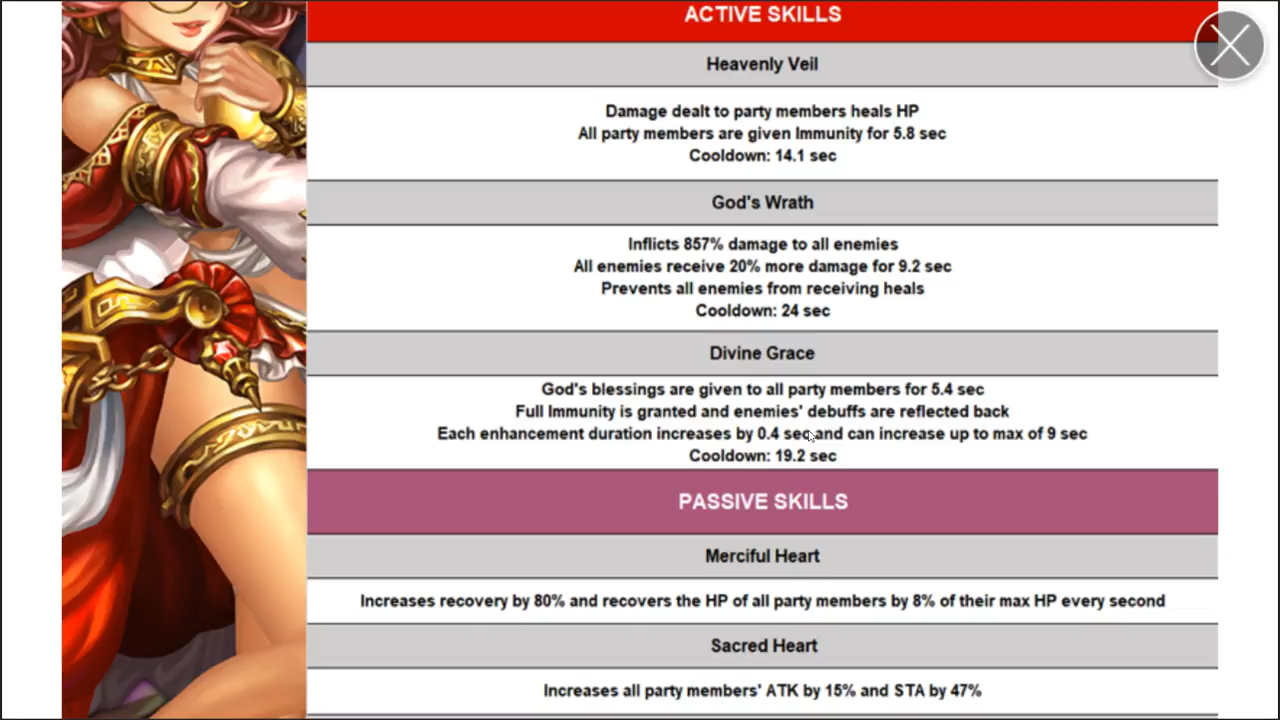 ACTIVE SKILLS
Heavenly Veil
Damage dealt to party members heals HP
All party members are given Immunity for 5.8 sec
Cooldown: 14.1 sec
God's Wrath
Inflicts 857% damage to all enemies
All enemies receive 20% more damage for 9.2 sec
Prevents all enemies from receiving heals
Cooldown: 24 sec
Divine Grace
God's blessings are given to all party members for 5.4 sec
Full Immunity is granted and enemies' debuffs are reflected back
Each enhancement duration increases by 0.4 sec and can increase up to max of 9 sec
Cooldown: 19.2 sec
PASSIVE SKILLS
Merciful Heart
Increases recovery by 80% and recovers the HP of all party members by 8% of their max HP every second
Sacred Heart
Increases all party members' ATK by 15% and STA by 47%